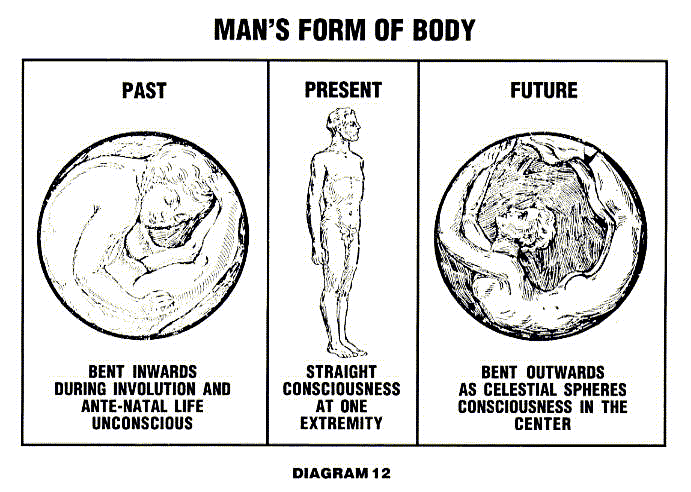 MAN'S FORM OF BODY
PAST
BENT INWARDS
DURING INVOLUTION AND
ANTE-NATAL LIFE
UNCONSCIOUS
PRESENT
STRAIGHT
CONSCIOUSNESS
AT ONE
EXTREMITY
FUTURE
BENT OUTWARDS
AS CELESTIAL SPHERES
CONSCIOUSNESS IN THE
CENTER
DIAGRAM 12